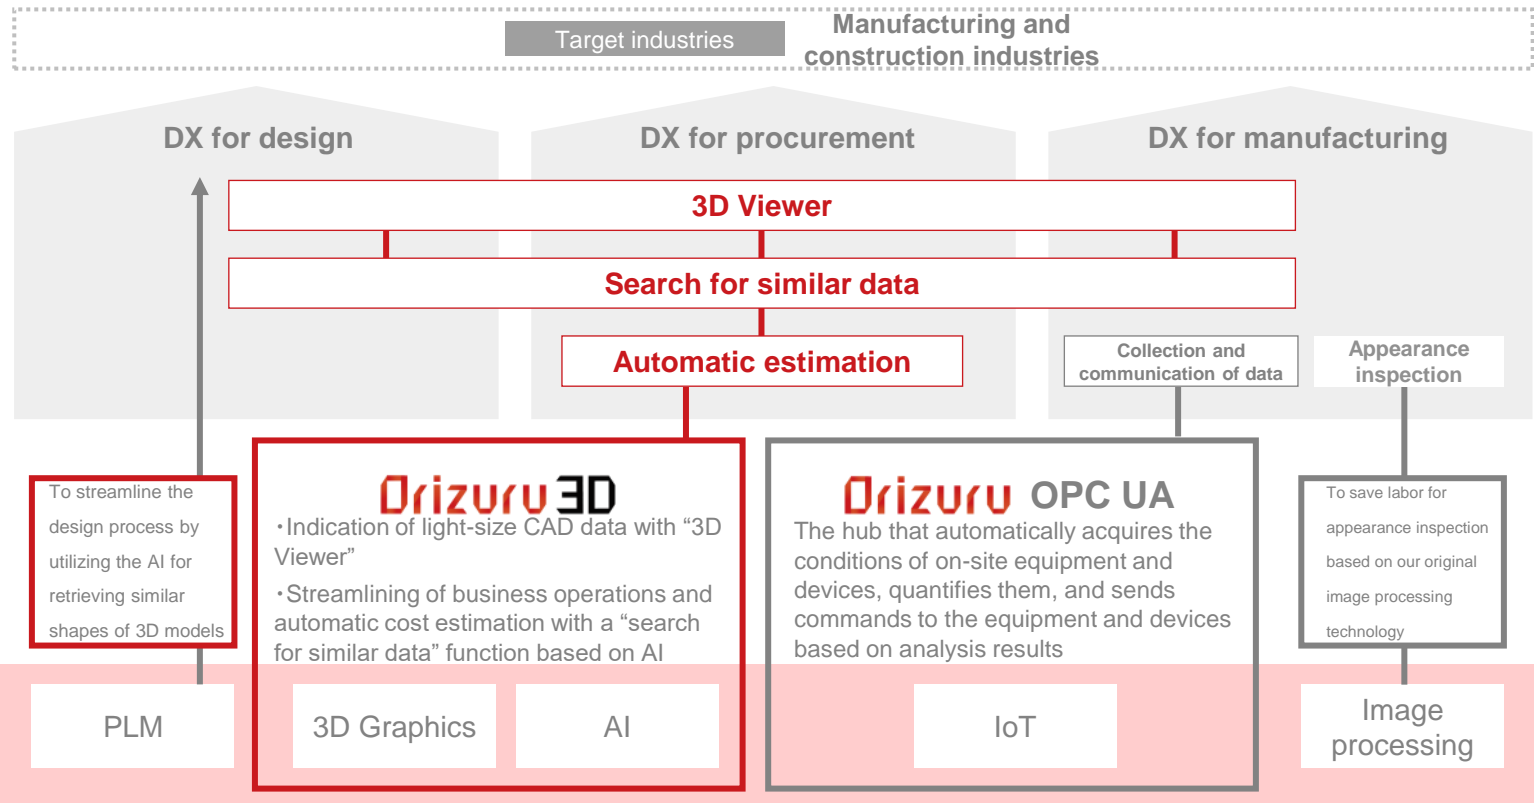 Target industries
Manufacturing and
construction industries
DX for design
DX for procurement
DX for manufacturing
3D Viewer
Search for similar data
Automatic estimation
Collection and
communication of data
Appearance
inspection
To streamline the
design process by
utilizing the AI for
retrieving similar
shapes of 3D models
Orizuru 3D
・Indication of light-size CAD data with “3D
Viewer”
・Streamlining of business operations and
automatic cost estimation with a “search
for similar data” function based on AI
Orizuru OPC UA
The hub that automatically acquires the
conditions of on-site equipment and
devices, quantifies them, and sends
commands to the equipment and devices
based on analysis results
To save labor for
appearance inspection
based on our original
image processing
technology
PLM
3D Graphics
AI
IoT
Image
processing